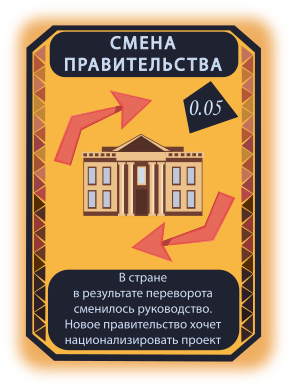 СМЕНА
ПРАВИТЕЛЬСТВА
0.05
В стране
в результате переворота
сменилось руководство.
Новое правительство хочет
национализировать проект